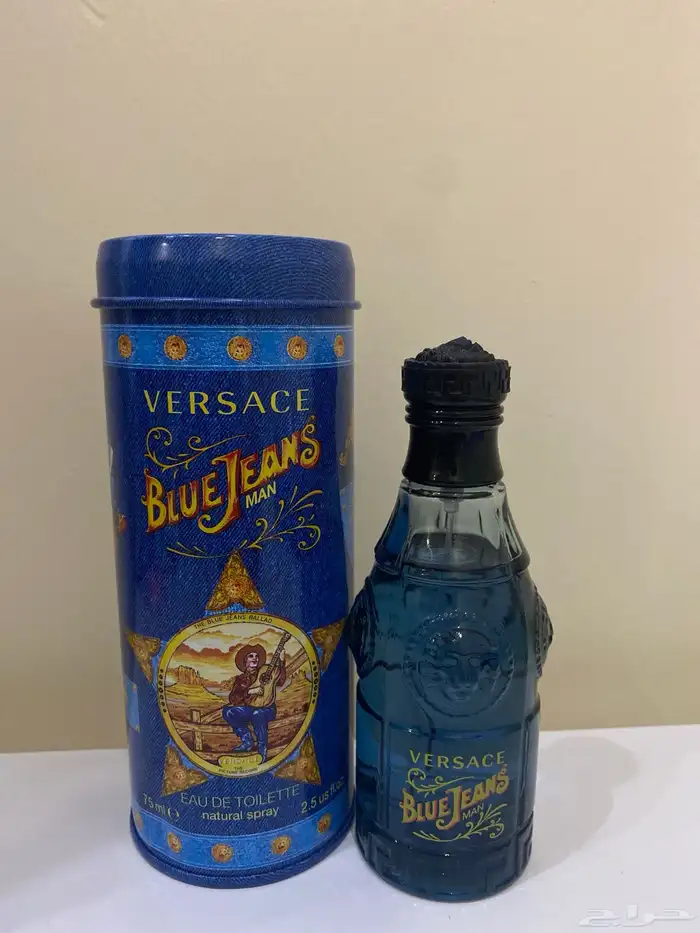 VERSACE
BLUE JEANS
MAN
THE BLUE JEANS BALLAD
75 ml e
EAU DE TOILETTE
natural spray
2.5 us fl.oz.
VERSACE
BLUE JEANS
MAN
حراج